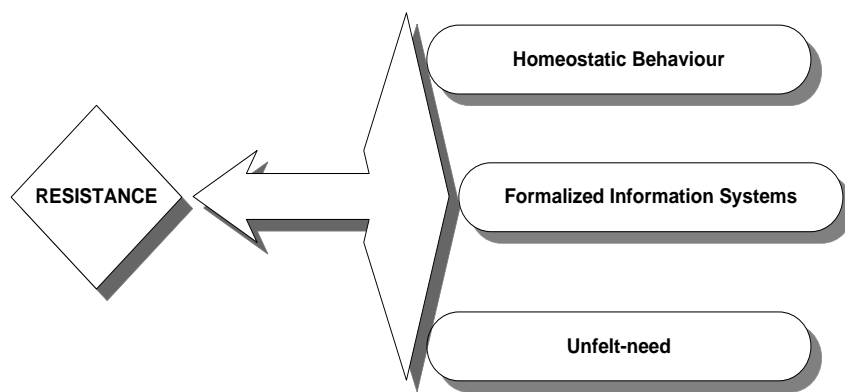 Homeostatic Behaviour
RESISTANCE
Formalized Information Systems
Unfelt-need